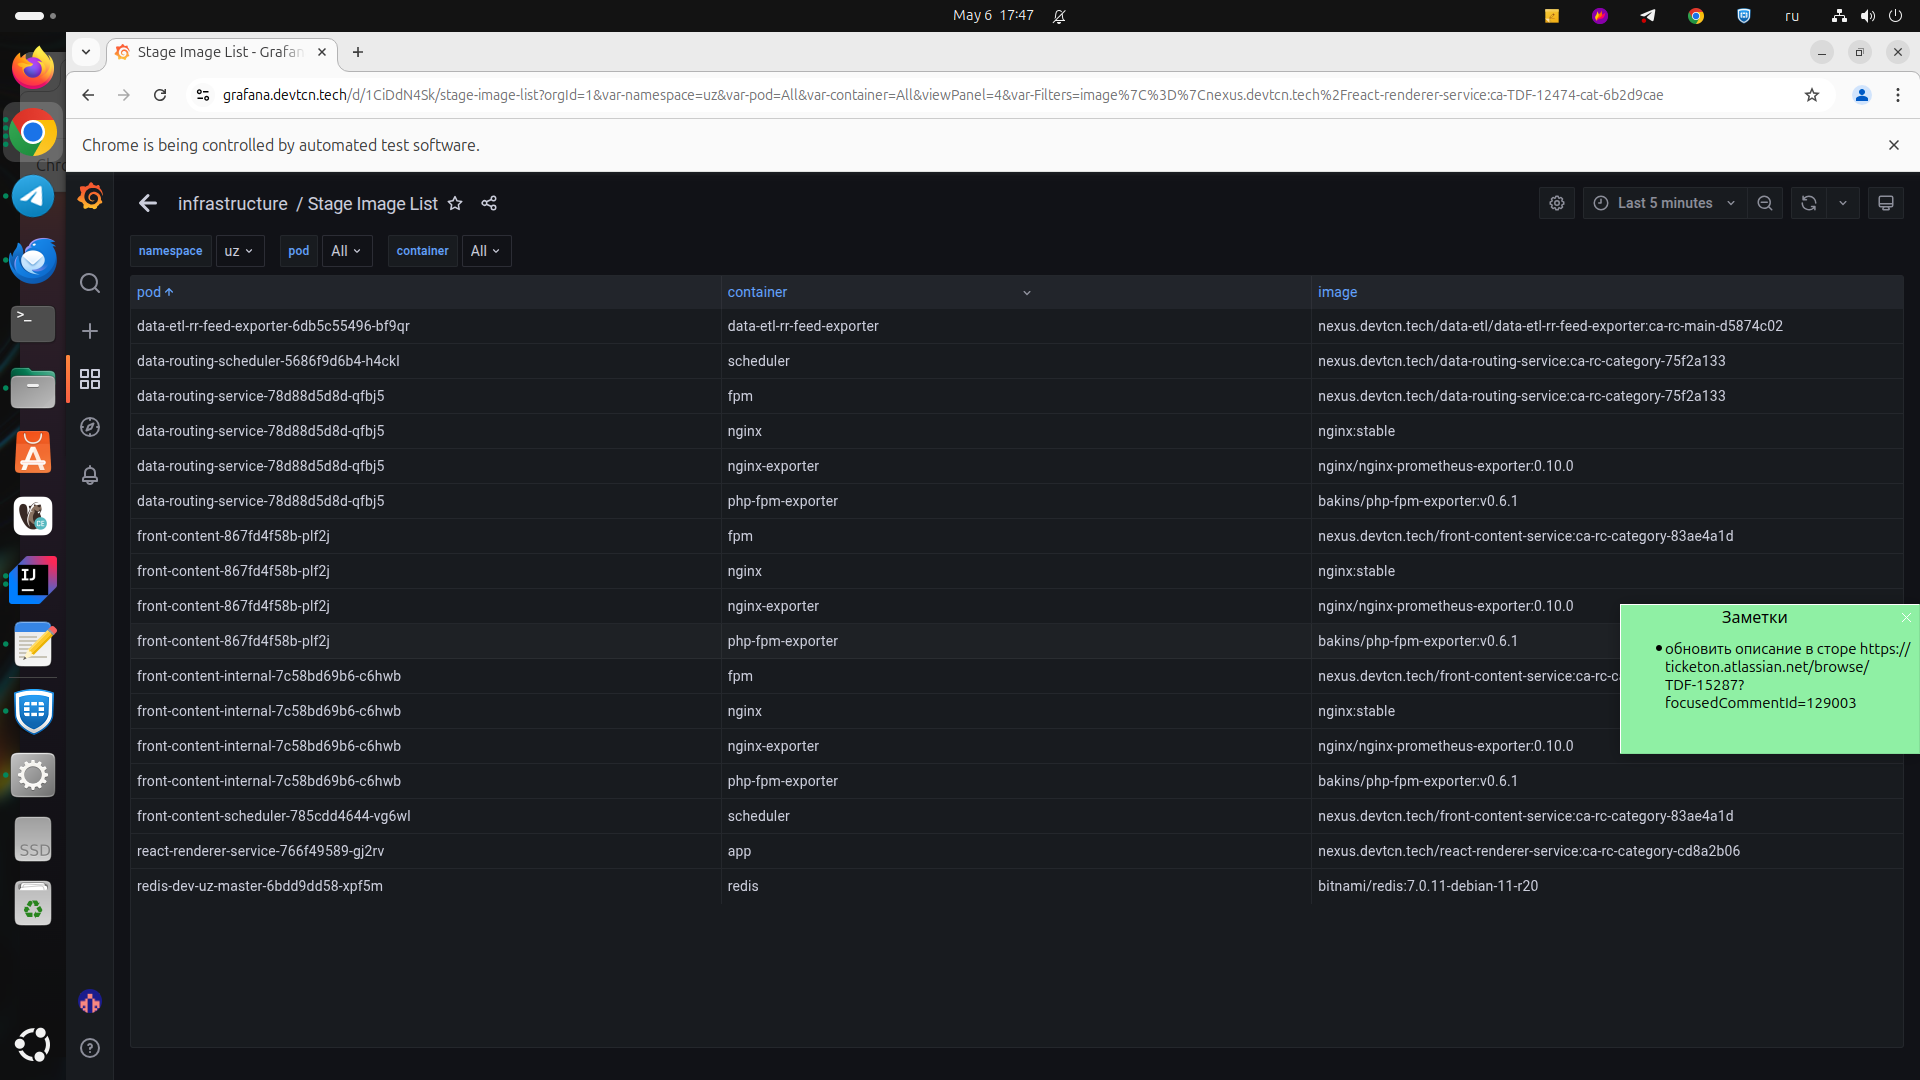 May 6 17:47
ru
Stage Image List - Grafan
grafana.devtcn.tech/d/1CiDdN4Sk/stage-image-list?orgId=1&var-namespace=uz&var-pod=All&var-container=All&viewPanel=4&var-Filters=image%7C%3D%7Cnexus.devtcn.tech%2Freact-renderer-service:ca-TDF-12474-cat-6b2d9cae
Chrome is being controlled by automated test software.
Chro
infrastructure / Stage Image List
Last 5 minutes
namespace uz pod All container All
pod container image
data-etl-rr-feed-exporter-6db5c55496-bf9qr data-etl-rr-feed-exporter nexus.devtcn.tech/data-etl/data-etl-rr-feed-exporter:ca-rc-main-d5874c02
data-routing-scheduler-5686f9d6b4-h4ckl scheduler nexus.devtcn.tech/data-routing-service:ca-rc-category-75f2a133
data-routing-service-78d88d5d8d-qfbj5 fpm nexus.devtcn.tech/data-routing-service:ca-rc-category-75f2a133
data-routing-service-78d88d5d8d-qfbj5 nginx nginx:stable
data-routing-service-78d88d5d8d-qfbj5 nginx-exporter nginx/nginx-prometheus-exporter:0.10.0
data-routing-service-78d88d5d8d-qfbj5 php-fpm-exporter bakins/php-fpm-exporter:v0.6.1
front-content-867fd4f58b-plf2j fpm nexus.devtcn.tech/front-content-service:ca-rc-category-83ae4a1d
front-content-867fd4f58b-plf2j nginx nginx:stable
front-content-867fd4f58b-plf2j nginx-exporter nginx/nginx-prometheus-exporter:0.10.0
front-content-867fd4f58b-plf2j php-fpm-exporter bakins/php-fpm-exporter:v0.6.1
front-content-internal-7c58bd69b6-c6hwb fpm nexus.devtcn.tech/front-content-service:ca-rc-c
front-content-internal-7c58bd69b6-c6hwb nginx nginx:stable
front-content-internal-7c58bd69b6-c6hwb nginx-exporter nginx/nginx-prometheus-exporter:0.10.0
front-content-internal-7c58bd69b6-c6hwb php-fpm-exporter bakins/php-fpm-exporter:v0.6.1
front-content-scheduler-785cdd4644-vg6wl scheduler nexus.devtcn.tech/front-content-service:ca-rc-category-83ae4a1d
react-renderer-service-766f49589-gj2rv app nexus.devtcn.tech/react-renderer-service:ca-rc-category-cd8a2b06
redis-dev-uz-master-6bdd9dd58-xpf5m redis bitnami/redis:7.0.11-debian-11-r20
Заметки
обновить описание в сторе https://
ticketon.atlassian.net/browse/
TDF-15287?
focusedCommentId=129003
IJ
SSD